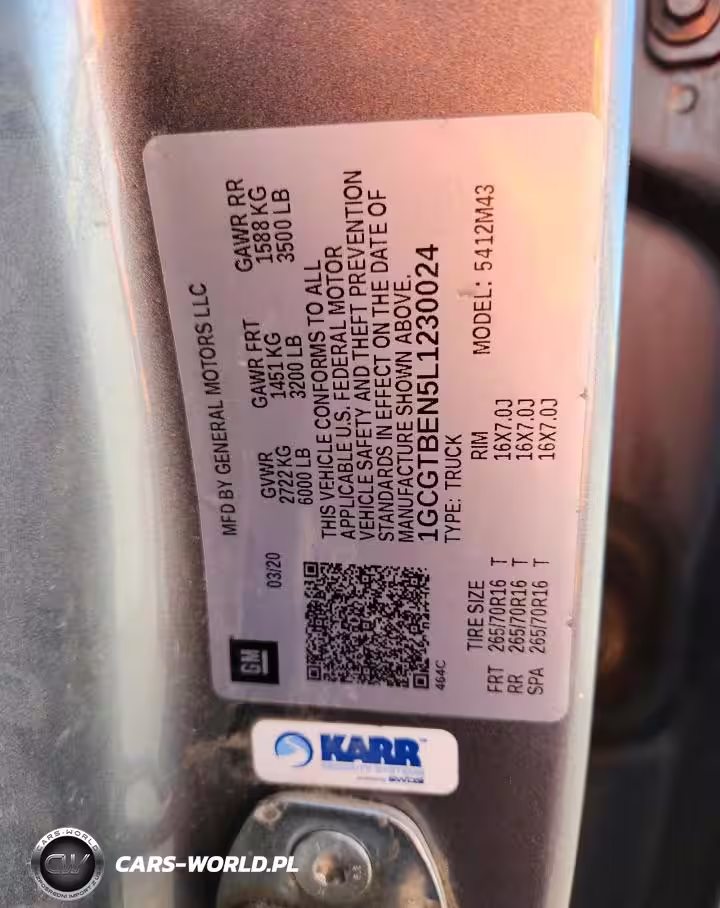 MFD BY GENERAL MOTORS LLC
03/20
GVWR GAWR FRT GAWR RR
2722 KG 1451 KG 1588 KG
6000 LB 3200 LB 3500 LB
THIS VEHICLE CONFORMS TO ALL
APPLICABLE U.S. FEDERAL MOTOR
VEHICLE SAFETY AND THEFT PREVENTION
STANDARDS IN EFFECT ON THE DATE OF
MANUFACTURE SHOWN ABOVE.
1GCGTBEN5L1230024
TYPE: TRUCK MODEL: 5412M43
TIRE SIZE RIM
FRT 265/70R16 T 16X7.0J
RR 265/70R16 T 16X7.0J
SPA 265/70R16 T 16X7.0J
GM
464C
KARR
CARS-WORLD
CW
CARS-WORLD.PL